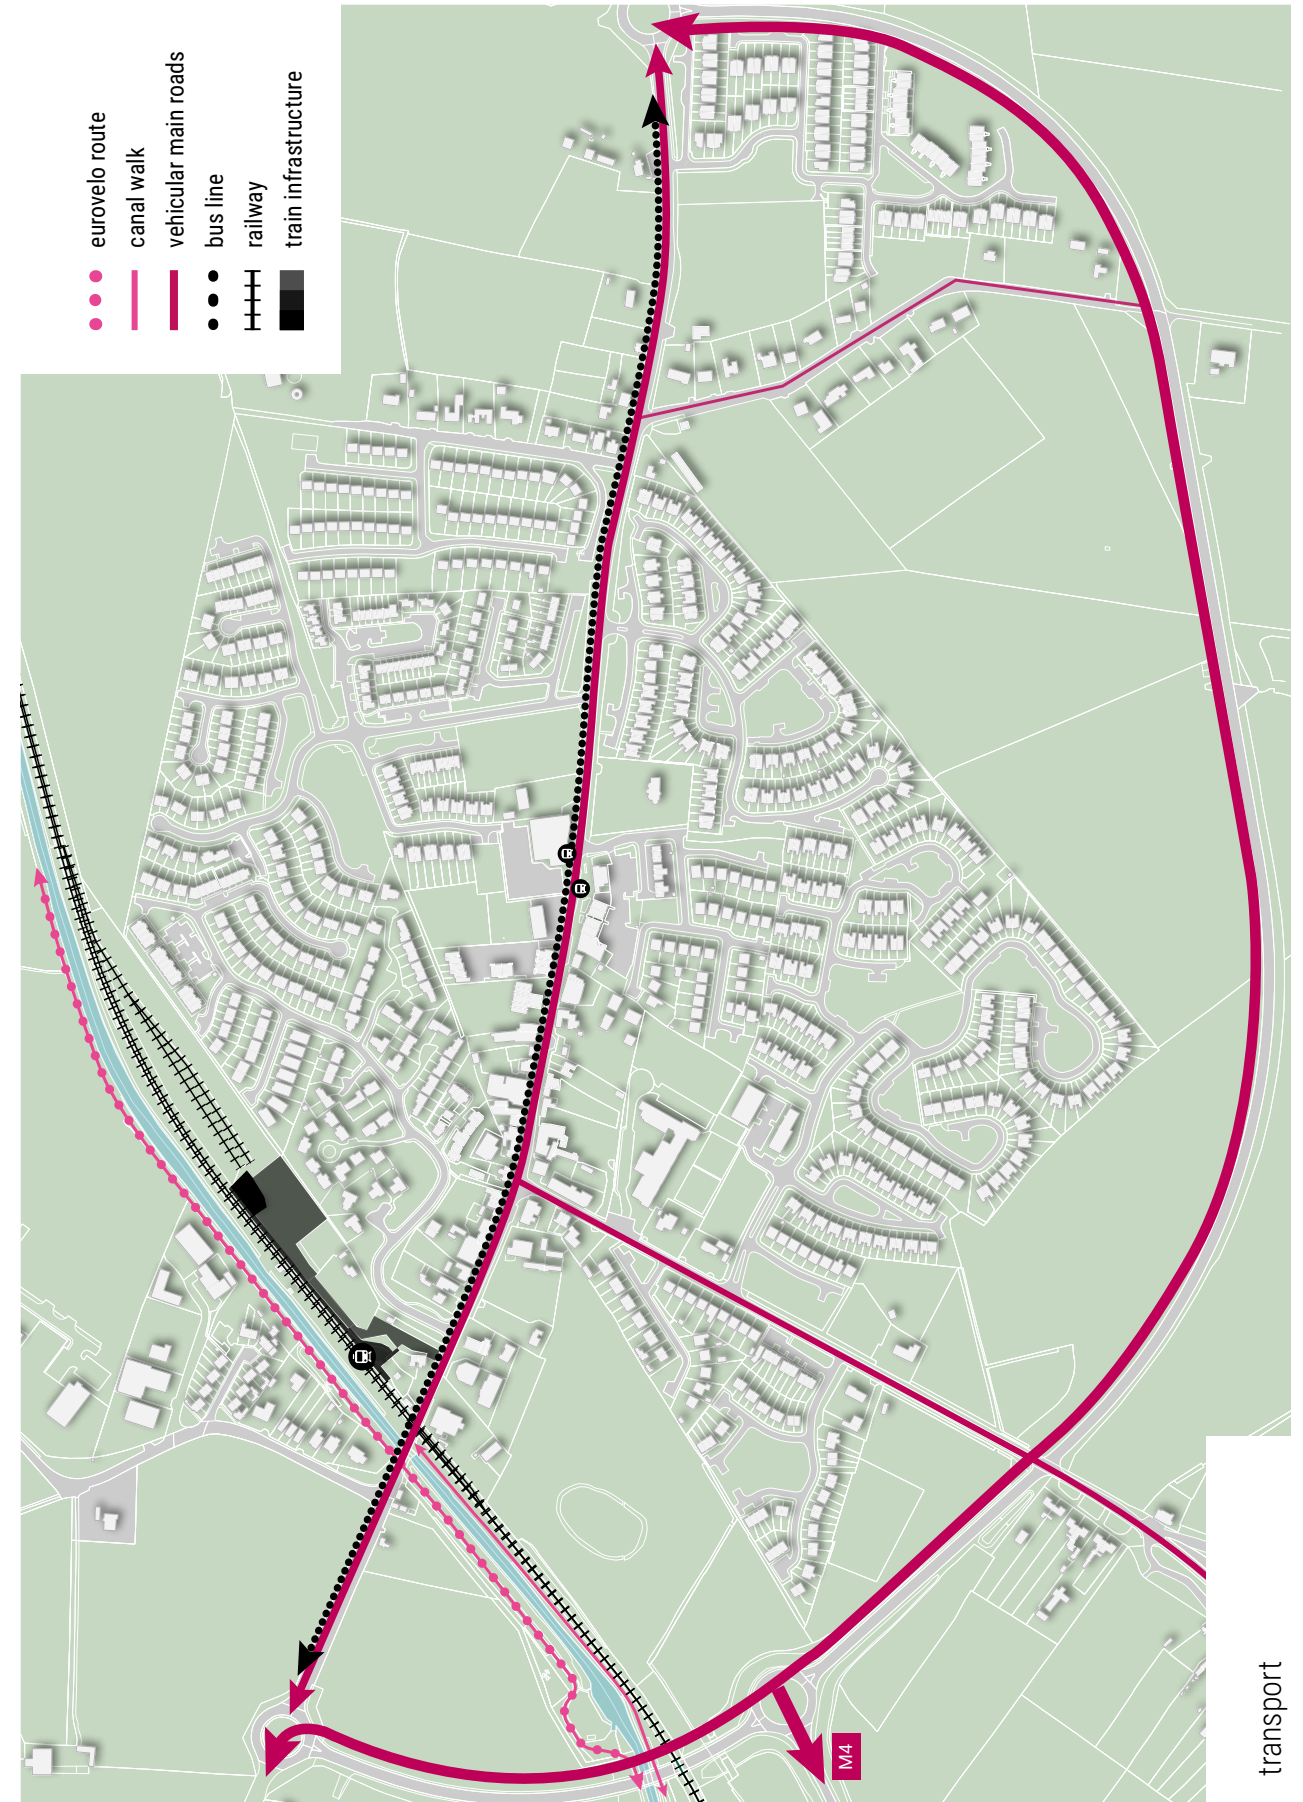 eurovelo route
canal walk
vehicular main roads
bus line
railway
train infrastructure
M4
transport